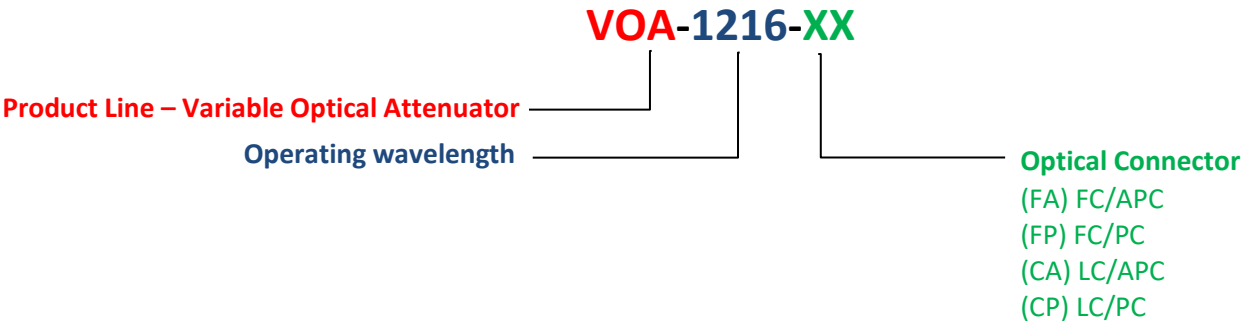 VOA-1216-XX
Product Line – Variable Optical Attenuator
Operating wavelength
Optical Connector
(FA) FC/APC
(FP) FC/PC
(CA) LC/APC
(CP) LC/PC